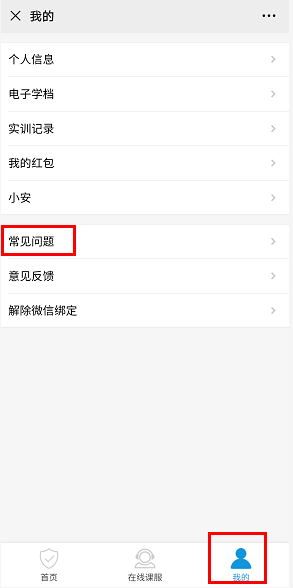 我的
个人信息
电子学档
实训记录
我的红包
小安
常见问题
意见反馈
解除微信绑定
首页
在线课服
我的